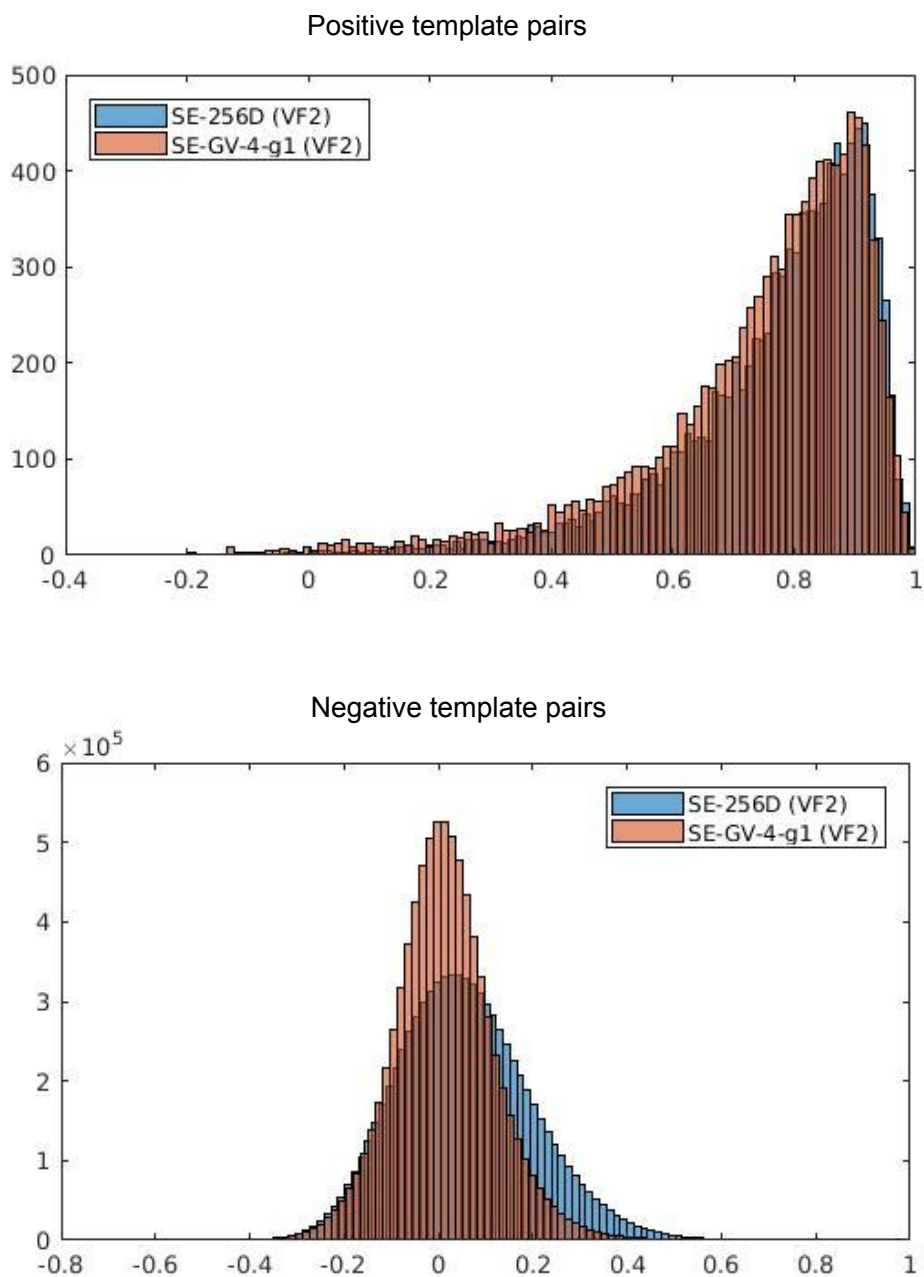 Positive template pairs
500
400
300
200
100
0
SE-256D (VF2)
SE-GV-4-g1 (VF2)
-0.4 -0.2 0 0.2 0.4 0.6 0.8 1
Negative template pairs
×10^5
6
5
4
3
2
1
0
SE-256D (VF2)
SE-GV-4-g1 (VF2)
-0.8 -0.6 -0.4 -0.2 0 0.2 0.4 0.6 0.8 1